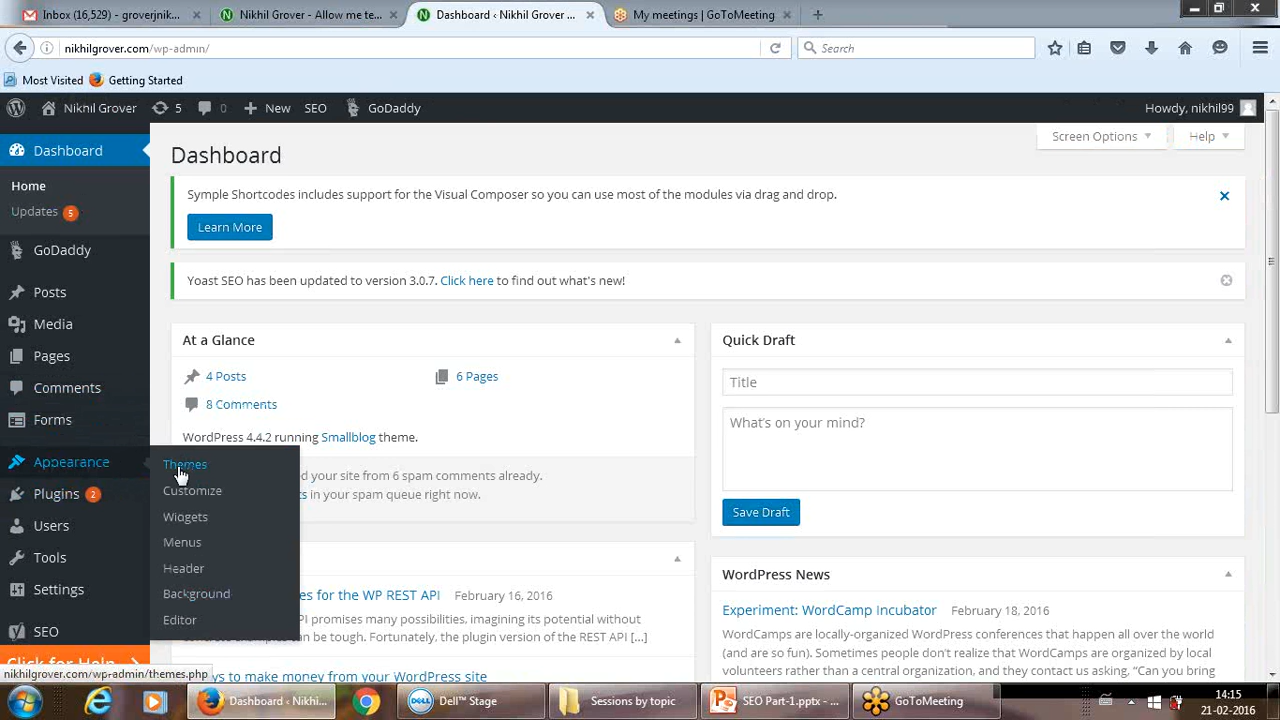 Inbox (16,529) - groverjnik...
Nikhil Grover - Allow me te...
Dashboard ‹ Nikhil Grover ...
My meetings | GoToMeeting
nikhilgrover.com/wp-admin/
Search
Most Visited
Getting Started
Nikhil Grover
5
0
New
SEO
GoDaddy
Howdy, nikhil99
Dashboard
Home
Updates 5
GoDaddy
Posts
Media
Pages
Comments
Forms
Appearance
Plugins 2
Users
Tools
Settings
SEO
Click for Help
Themes
Customize
Widgets
Menus
Header
Background
Editor
Screen Options
Help
Dashboard
Symple Shortcodes includes support for the Visual Composer so you can use most of the modules via drag and drop.
Learn More
Yoast SEO has been updated to version 3.0.7. Click here to find out what's new!
At a Glance
4 Posts
6 Pages
8 Comments
WordPress 4.4.2 running Smallblog theme.
your site from 6 spam comments already.
in your spam queue right now.
for the WP REST API February 16, 2016
promises many possibilities, imagining its potential without
can be tough. Fortunately, the plugin version of the REST API […]
to make money from your WordPress site
Quick Draft
Title
What's on your mind?
Save Draft
WordPress News
Experiment: WordCamp Incubator February 18, 2016
WordCamps are locally-organized WordPress conferences that happen all over the world
(and are so fun). Sometimes people don't realize that WordCamps are organized by
local volunteers rather than a central organization, and they contact us asking, "Can you bring
nikhilgrover.com/wp-admin/themes.php
Dashboard ‹ Nikhi...
Dell™ Stage
Sessions by topic
SEO Part-1.pptx - ...
GoToMeeting
14:15
21-02-2016